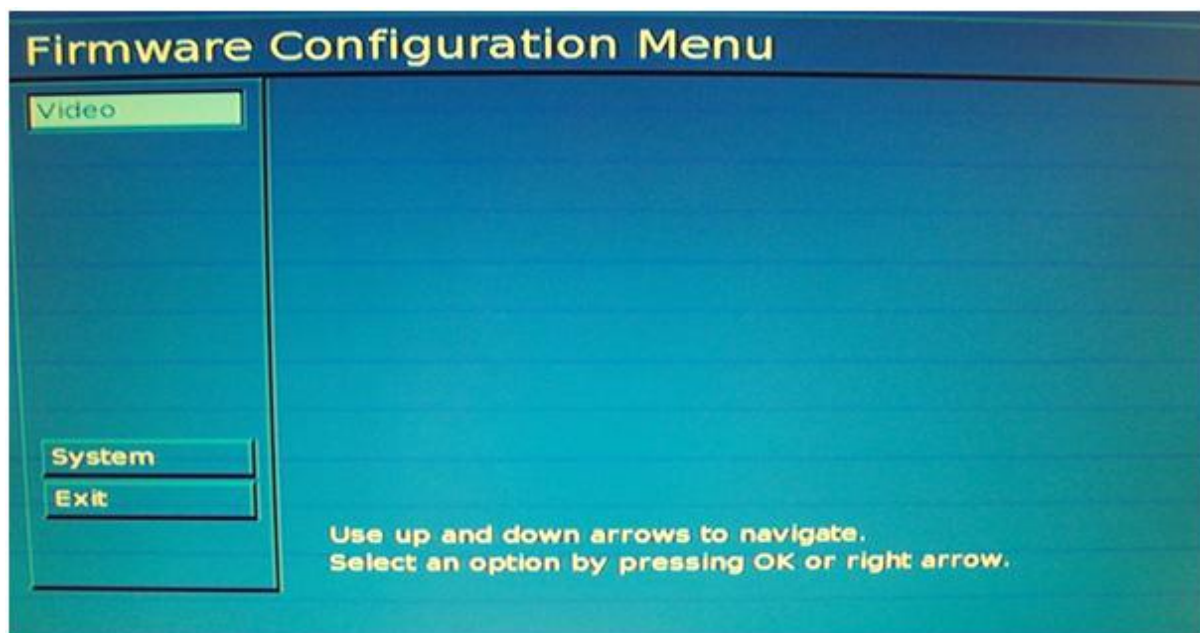 Firmware Configuration Menu
Video
System
Exit
Use up and down arrows to navigate.
Select an option by pressing OK or right arrow.